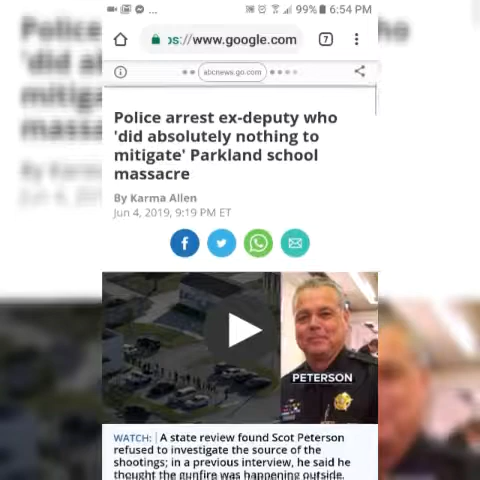 99% 6:54 PM
os://www.google.com
7
abcnews.go.com
Police arrest ex-deputy who
'did absolutely nothing to
mitigate' Parkland school
massacre
By Karma Allen
Jun 4, 2019, 9:19 PM ET
PETERSON
WATCH: | A state review found Scot Peterson
refused to investigate the source of the
shootings; in a previous interview, he said he
thought the gunfire was happening outside.